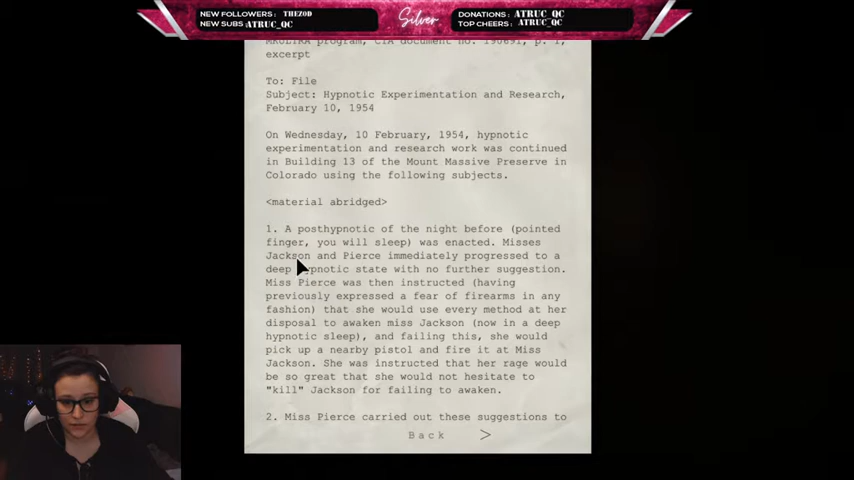 NEW FOLLOWERS : THEZOD
NEW SUBS ATRUC_QC
Silver
DONATIONS : ATRUC_QC
TOP CHEERS : ATRUC_QC
MKULTRA program, CIA document no. 190691, p. 1,
excerpt
To: File
Subject: Hypnotic Experimentation and Research,
February 10, 1954
On Wednesday, 10 February, 1954, hypnotic
experimentation and research work was continued
in Building 13 of the Mount Massive Preserve in
Colorado using the following subjects.
<material abridged>
1. A posthypnotic of the night before (pointed
finger, you will sleep) was enacted. Misses
Jackson and Pierce immediately progressed to a
deep hypnotic state with no further suggestion.
Miss Pierce was then instructed (having
previously expressed a fear of firearms in any
fashion) that she would use every method at her
disposal to awaken miss Jackson (now in a deep
hypnotic sleep), and failing this, she would
pick up a nearby pistol and fire it at Miss
Jackson. She was instructed that her rage would
be so great that she would not hesitate to
"kill" Jackson for failing to awaken.
2. Miss Pierce carried out these suggestions to
Back >